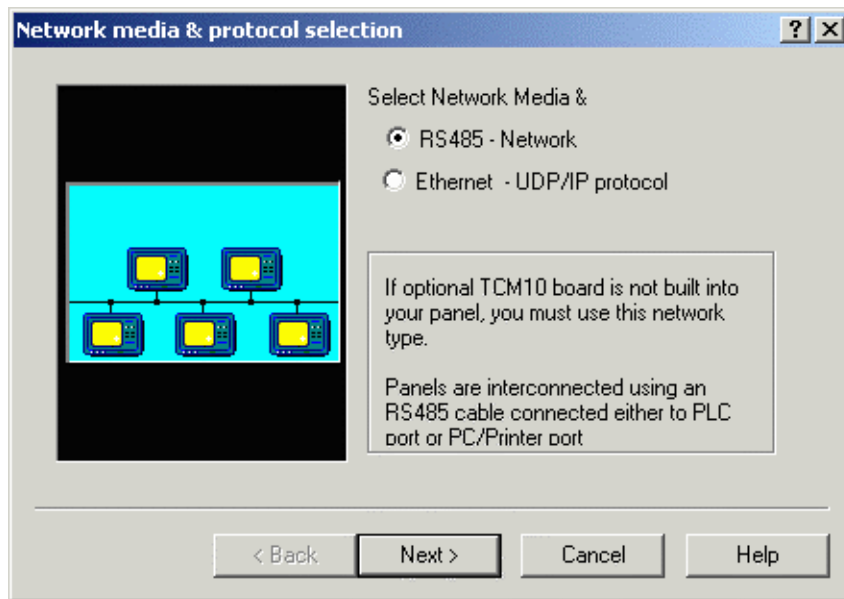 Network media & protocol selection
Select Network Media &
RS485 - Network
Ethernet - UDP/IP protocol
If optional TCM10 board is not built into
your panel, you must use this network
type.
Panels are interconnected using an
RS485 cable connected either to PLC
port or PC/Printer port
< Back
Next >
Cancel
Help